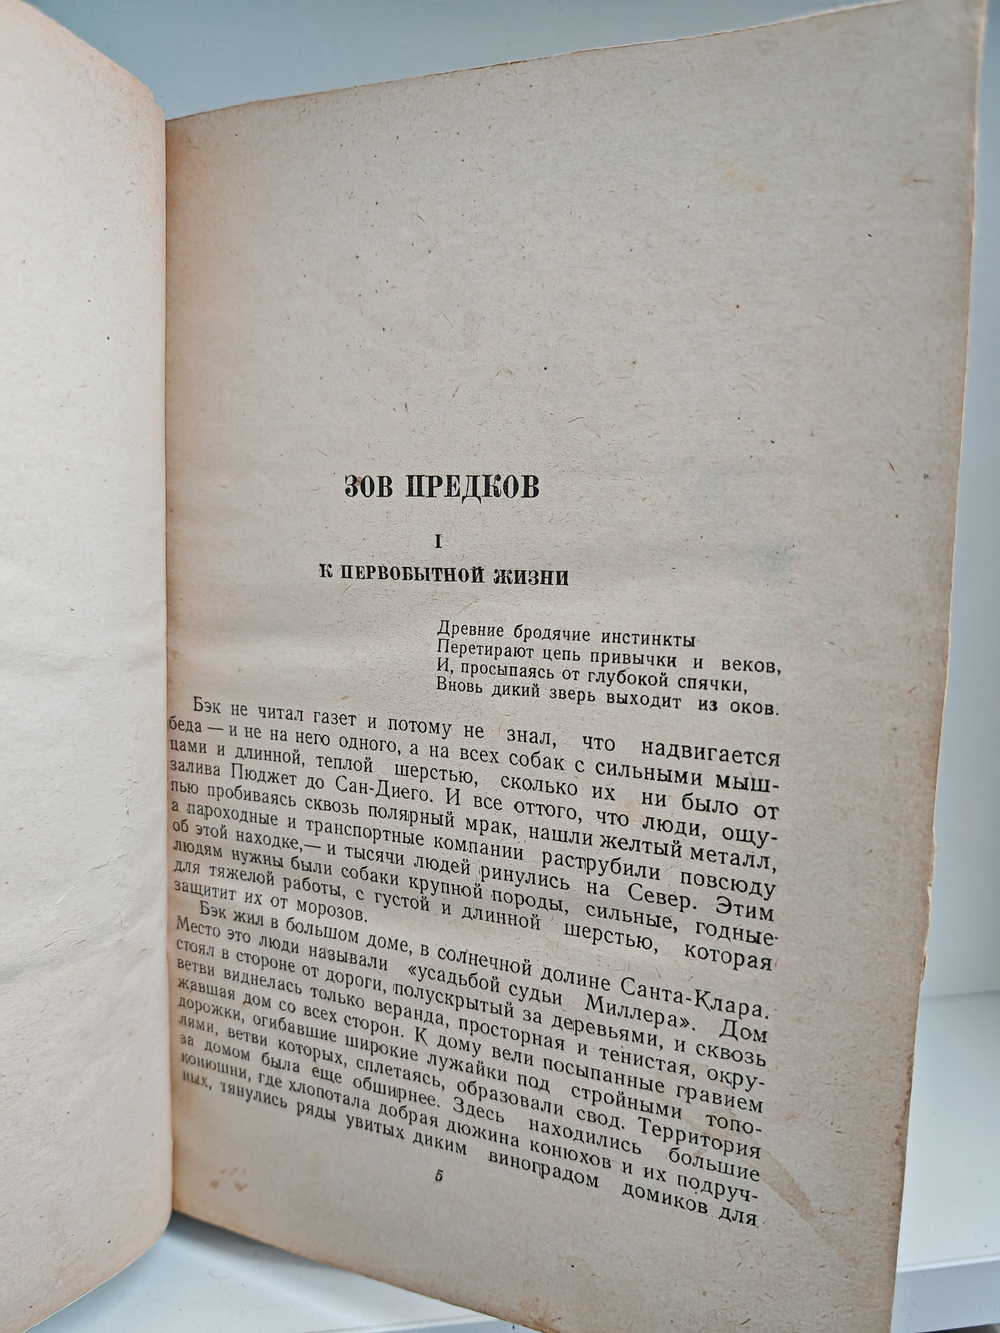 ЗОВ ПРЕДКОВ
I
К ПЕРВОБЫТНОЙ ЖИЗНИ
Древние бродячие инстинкты
Перетирают цепь привычки и веков,
И, просыпаясь от глубокой спячки,
Вновь дикий зверь выходит из оков.
Бэк не читал газет и потому не знал, что надвигается
беда — и не на него одного, а на всех собак с сильными мыш-
цами и длинной, теплой шерстью, сколько их ни было от
залива Пюджет до Сан-Диего. И все оттого, что люди, ощу-
пью пробиваясь сквозь полярный мрак, нашли желтый металл,
а пароходные и транспортные компании раструбили повсюду
об этой находке,— и тысячи людей ринулись на Север. Этим
людям нужны были собаки крупной породы, сильные, годные
для тяжелой работы, с густой и длинной шерстью, которая
защитит их от морозов.
Бэк жил в большом доме, в солнечной долине Санта-Клара.
Место это люди называли «усадьбой судьи Миллера». Дом
стоял в стороне от дороги, полускрытый за деревьями, и сквозь
ветви виднелась только веранда, просторная и тенистая, окру-
жавшая дом со всех сторон. К дому вели посыпанные гравием
дорожки, огибавшие широкие лужайки под стройными топо-
лями, ветви которых, сплетаясь, образовали свод. Территория
за домом была еще обширнее. Здесь находились большие
конюшни, где хлопотала добрая дюжина конюхов и их подруч-
ных, тянулись ряды увитых диким виноградом домиков для
5